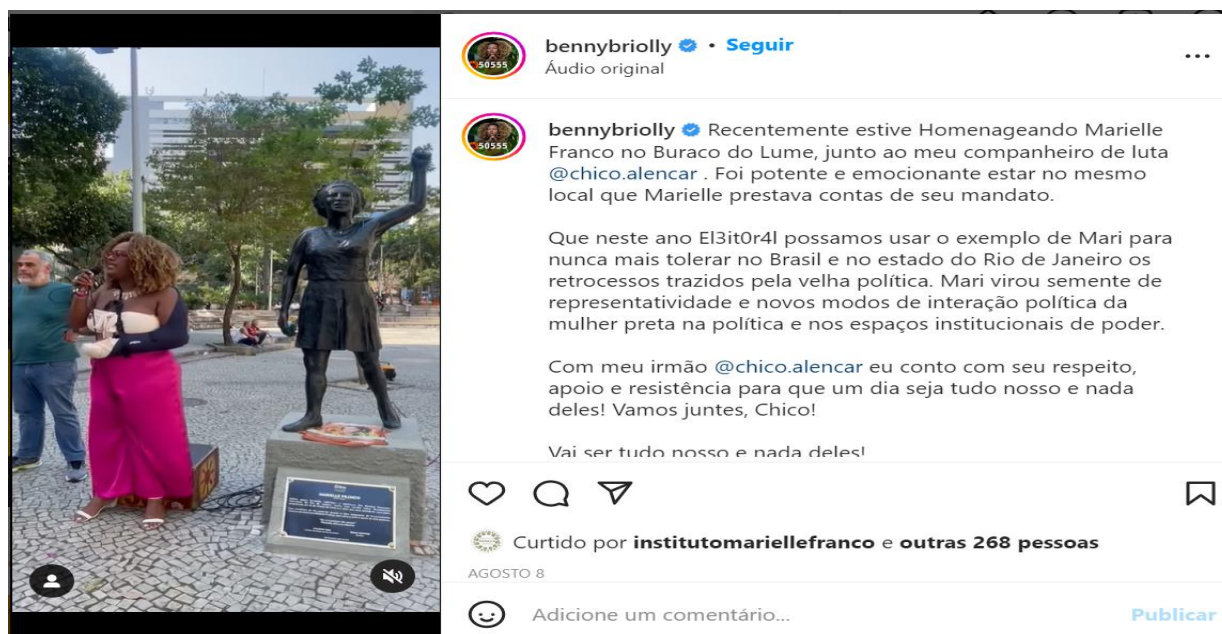 bennybriolly • Seguir
Áudio original
50555
bennybriolly Recentemente estive Homenageando Marielle
Franco no Buraco do Lume, junto ao meu companheiro de luta
@chico.alencar . Foi potente e emocionante estar no mesmo
local que Marielle prestava contas de seu mandato.
Que neste ano El3it0r4l possamos usar o exemplo de Mari para
nunca mais tolerar no Brasil e no estado do Rio de Janeiro os
retrocessos trazidos pela velha política. Mari virou semente de
representatividade e novos modos de interação política da
mulher preta na política e nos espaços institucionais de poder.
Com meu irmão @chico.alencar eu conto com seu respeito,
apoio e resistência para que um dia seja tudo nosso e nada
deles! Vamos juntes, Chico!
Vai ser tudo nosso e nada deles!
50555
MARIELLE FRANCO
Curtido por institutomariellefranco e outras 268 pessoas
AGOSTO 8
Adicione um comentário...
Publicar